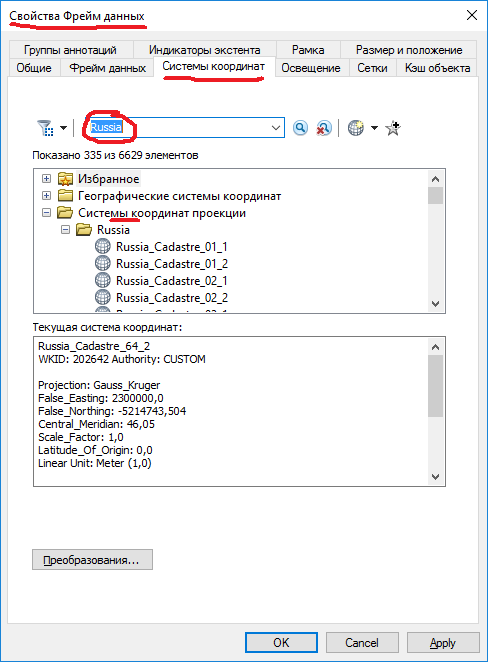 Свойства Фрейм данных
Группы аннотаций Индикаторы экстента Рамка Размер и положение
Общие Фрейм данных Системы координат Освещение Сетки Кэш объекта
Russia
Показано 335 из 6629 элементов
Избранное
Географические системы координат
Системы координат проекции
Russia
Russia_Cadastre_01_1
Russia_Cadastre_01_2
Russia_Cadastre_02_1
Russia_Cadastre_02_2
Текущая система координат:
Russia_Cadastre_64_2
WKID: 202642 Authority: CUSTOM
Projection: Gauss_Kruger
False_Easting: 2300000,0
False_Northing: -5214743,504
Central_Meridian: 46,05
Scale_Factor: 1,0
Latitude_Of_Origin: 0,0
Linear Unit: Meter (1,0)
Преобразования...
OK Cancel Apply